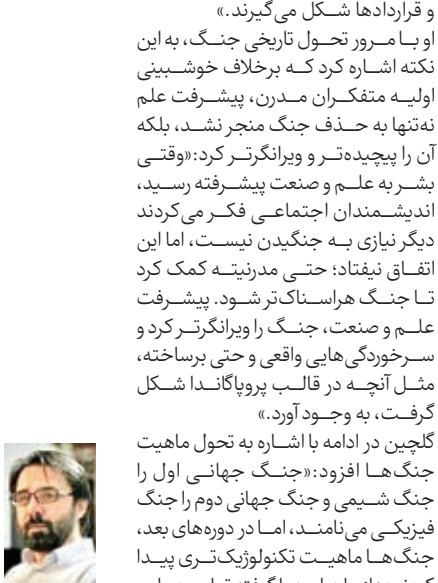 و قراردادها شکل می‌گیرند.»
او با مرور تحول تاریخی جنگ، به این
نکته اشاره کرد که برخلاف خوشبینی
اولیه متفکران مدرن، پیشرفت علم
نه‌تنها به حذف جنگ منجر نشد، بلکه
آن را پیچیده‌تر و ویرانگرتر کرد:«وقتی
بشر به علم و صنعت پیشرفته رسید،
اندیشمندان اجتماعی فکر می‌کردند
دیگر نیازی به جنگیدن نیست، اما این
اتفاق نیفتاد؛ حتی مدرنیته کمک کرد
تا جنگ هراسناک‌تر شود. پیشرفت
علم و صنعت، جنگ را ویرانگرتر کرد و
سرخوردگی‌هایی واقعی و حتی برساخته،
مثل آنچه در قالب پروپاگاندا شکل
گرفت، به وجود آورد.»
گلچین در ادامه با اشاره به تحول ماهیت
جنگ‌ها افزود:«جنگ جهانی اول را
جنگ شیمی و جنگ جهانی دوم را جنگ
فیزیکی می‌نامند، اما در دوره‌های بعد،
جنگ‌ها ماهیت تکنولوژیک‌تری پیدا